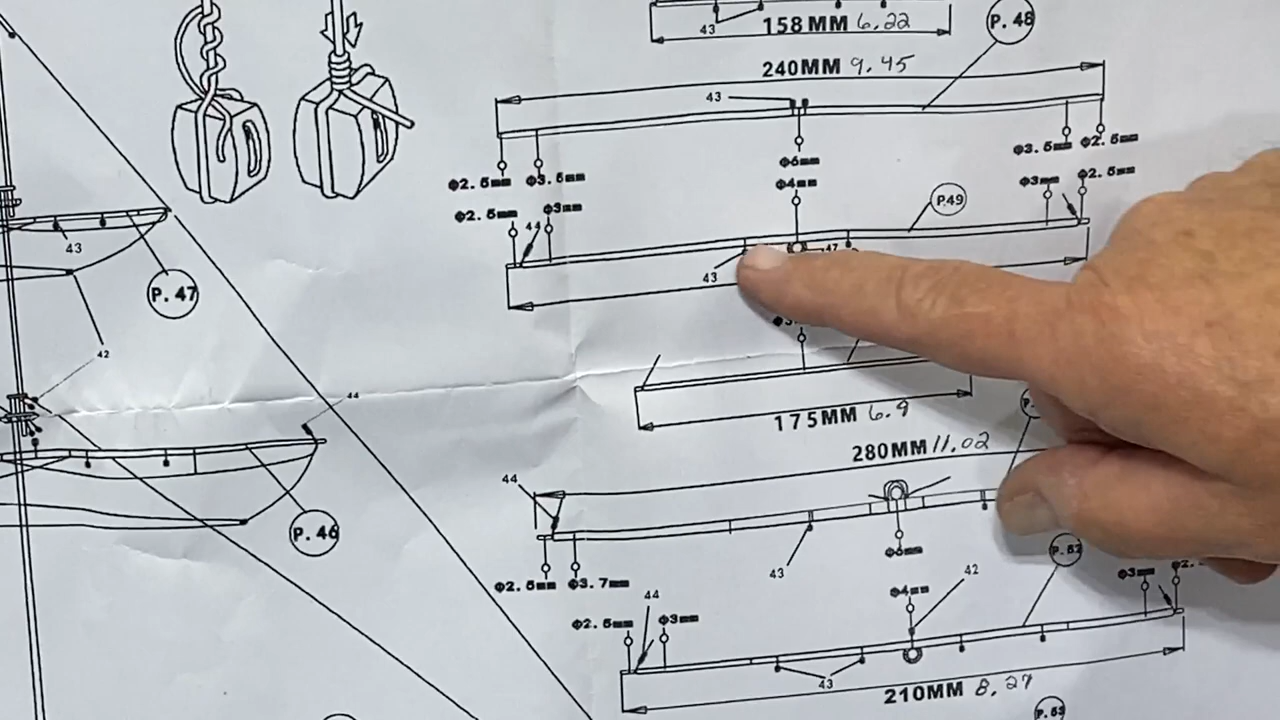 43
158MM 6.22
P.48
240MM 9.45
43
Φ6mm
Φ3.5mm Φ2.5mm
Φ2.5mm Φ3.5mm
Φ4mm
Φ3mm Φ2.5mm
Φ2.5mm Φ3mm
P.49
44
47
43
43
P.47
42
175MM 6.9
44
280MM 11.02
44
P.46
43
Φ6mm
P.52
Φ2.5mm Φ3.7mm
42
Φ4mm
Φ3mm
44
Φ2.5mm Φ3mm
43
210MM 8,27
P.53